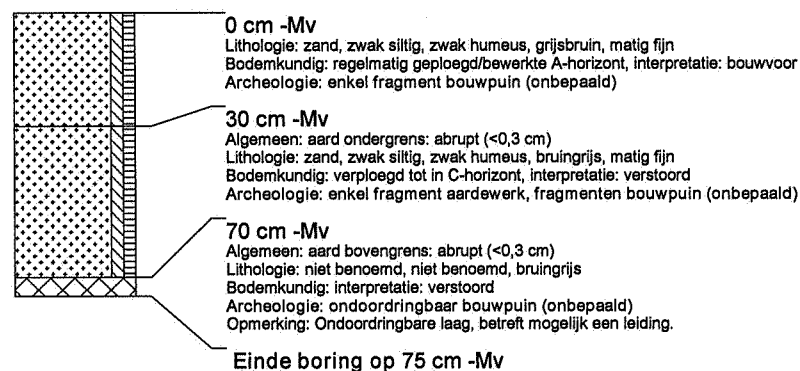 0 cm -Mv
Lithologie: zand, zwak siltig, zwak humeus, grijsbruin, matig fijn
Bodemkundig: regelmatig geploegd/bewerkte A-horizont, interpretatie: bouwvoor
Archeologie: enkel fragment bouwpuin (onbepaald)
30 cm -Mv
Algemeen: aard ondergrens: abrupt (<0,3 cm)
Lithologie: zand, zwak siltig, zwak humeus, bruingrijs, matig fijn
Bodemkundig: verploegd tot in C-horizont, interpretatie: verstoord
Archeologie: enkel fragment aardewerk, fragmenten bouwpuin (onbepaald)
70 cm -Mv
Algemeen: aard bovengrens: abrupt (<0,3 cm)
Lithologie: niet benoemd, niet benoemd, bruingrijs
Bodemkundig: interpretatie: verstoord
Archeologie: ondoordringbaar bouwpuin (onbepaald)
Opmerking: Ondoordringbare laag, betreft mogelijk een leiding.
Einde boring op 75 cm -Mv